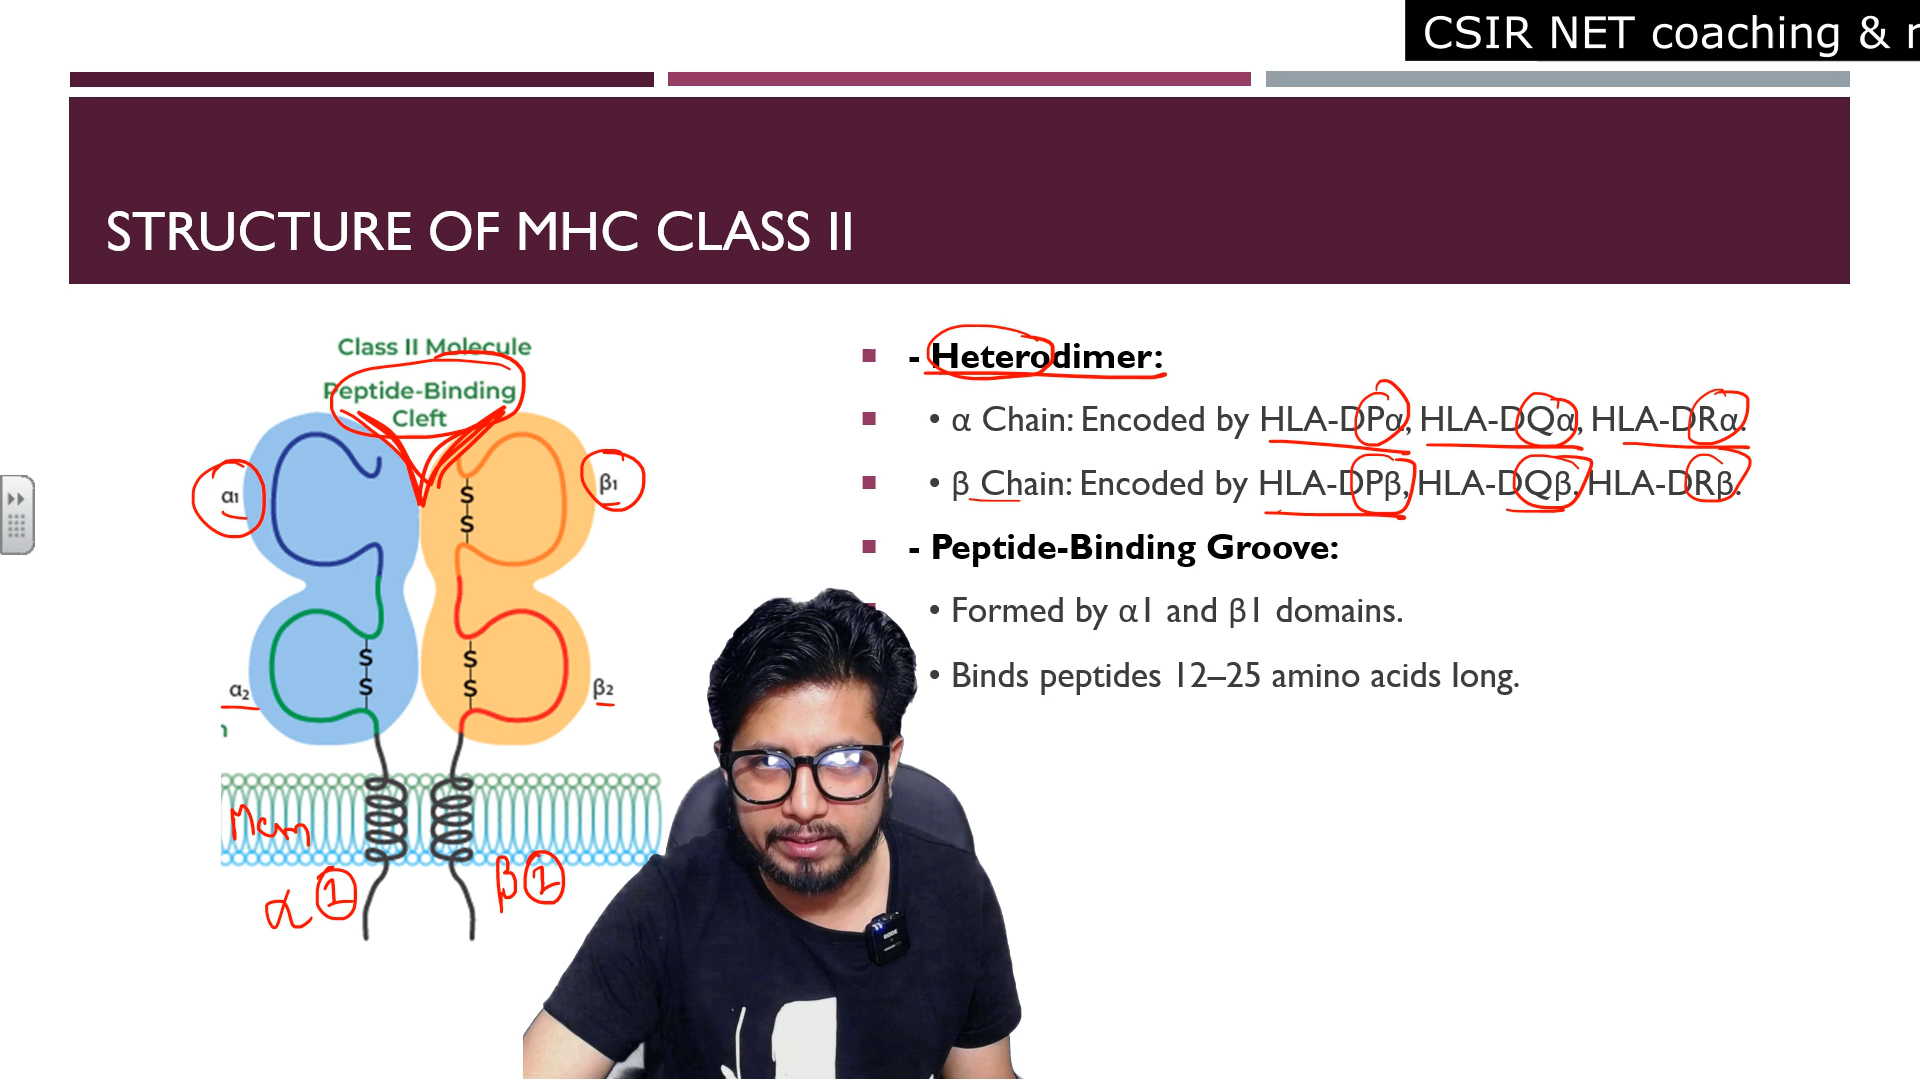 CSIR NET coaching &
STRUCTURE OF MHC CLASS II
Class II Molecule
Peptide-Binding
Cleft
α1
β1
S
S
α2
β2
S
S
S
S
Mem
α 1
β 1
- Heterodimer:
• α Chain: Encoded by HLA-DPα, HLA-DQα, HLA-DRα.
• β Chain: Encoded by HLA-DPβ, HLA-DQβ, HLA-DRβ.
- Peptide-Binding Groove:
• Formed by α1 and β1 domains.
• Binds peptides 12–25 amino acids long.